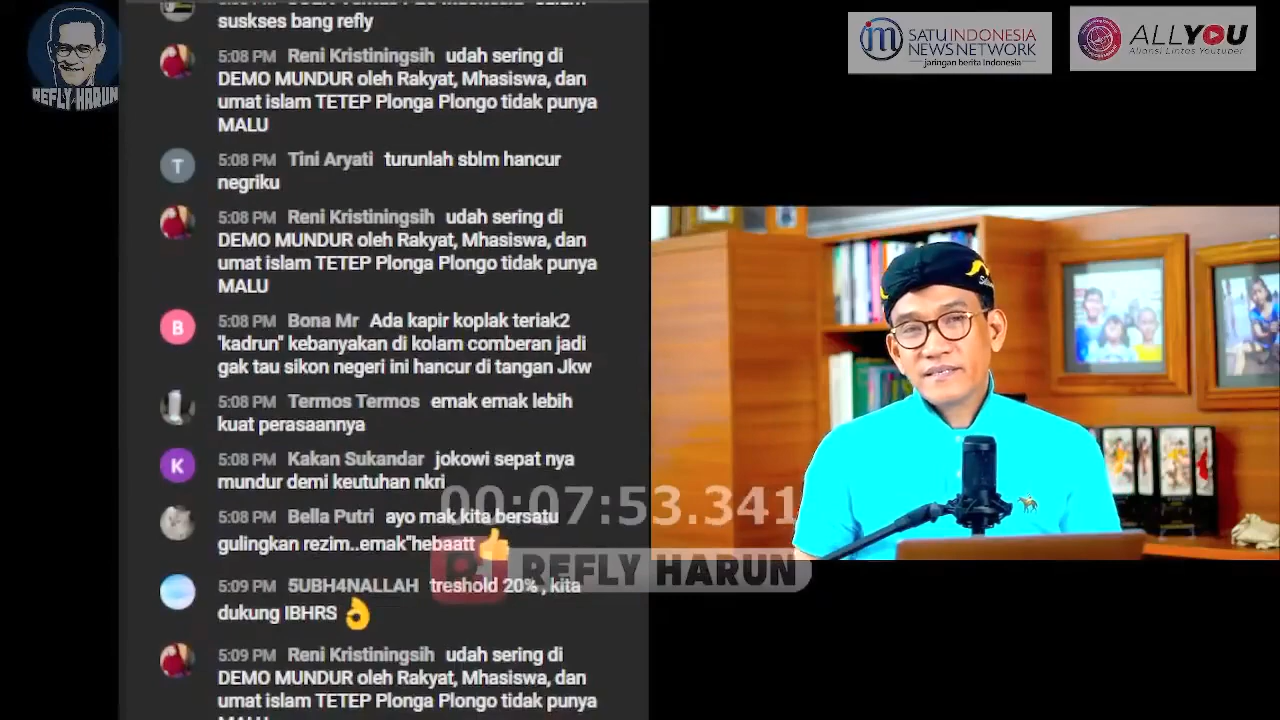 suskses bang refly
5:08 PM Reni Kristiningsih udah sering di
DEMO MUNDUR oleh Rakyat, Mhasiswa, dan
umat islam TETEP Plonga Plongo tidak punya
MALU
5:08 PM Tini Aryati turunlah sblm hancur
negriku
T
5:08 PM Reni Kristiningsih udah sering di
DEMO MUNDUR oleh Rakyat, Mhasiswa, dan
umat islam TETEP Plonga Plongo tidak punya
MALU
B
5:08 PM Bona Mr Ada kapir koplak teriak2
"kadrun" kebanyakan di kolam comberan jadi
gak tau sikon negeri ini hancur di tangan Jkw
5:08 PM Termos Termos emak emak lebih
kuat perasaannya
K
5:08 PM Kakan Sukandar jokowi sepat nya
mundur demi keutuhan nkri
5:08 PM Bella Putri ayo mak kita bersatu
gulingkan rezim..emak"hebaatt👍
5:09 PM 5UBH4NALLAH treshold 20% , kita
dukung IBHRS 👌
5:09 PM Reni Kristiningsih udah sering di
DEMO MUNDUR oleh Rakyat, Mhasiswa, dan
umat islam TETEP Plonga Plongo tidak punya
MALU
REFLY HARUN
SATU INDONESIA
NEWS NETWORK
jaringan berita Indonesia
ALLYOU
Aliansi Lintas Youtuber
00:07:53.341
REFLY HARUN